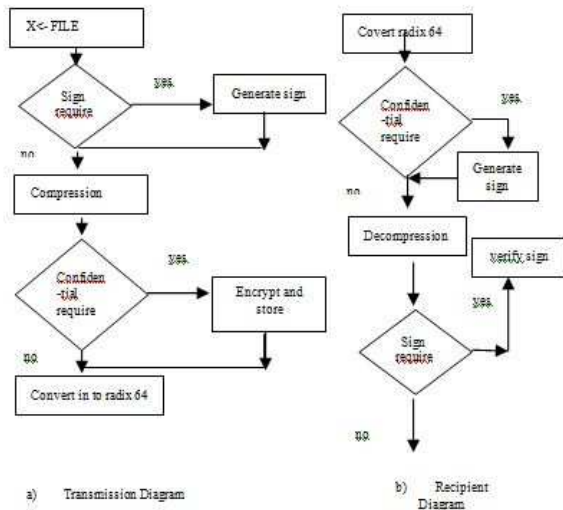 X<- FILE
Sign
require
yes
Generate sign
no
Compression
Confiden
-tial
require
yes
Encrypt and
store
no
Convert in to radix 64
a) Transmission Diagram
Covert radix 64
Confiden
-tial
require
yes
Generate
sign
no
Decompression
verify sign
yes
Sign
require
no
b) Recipient
Diagram